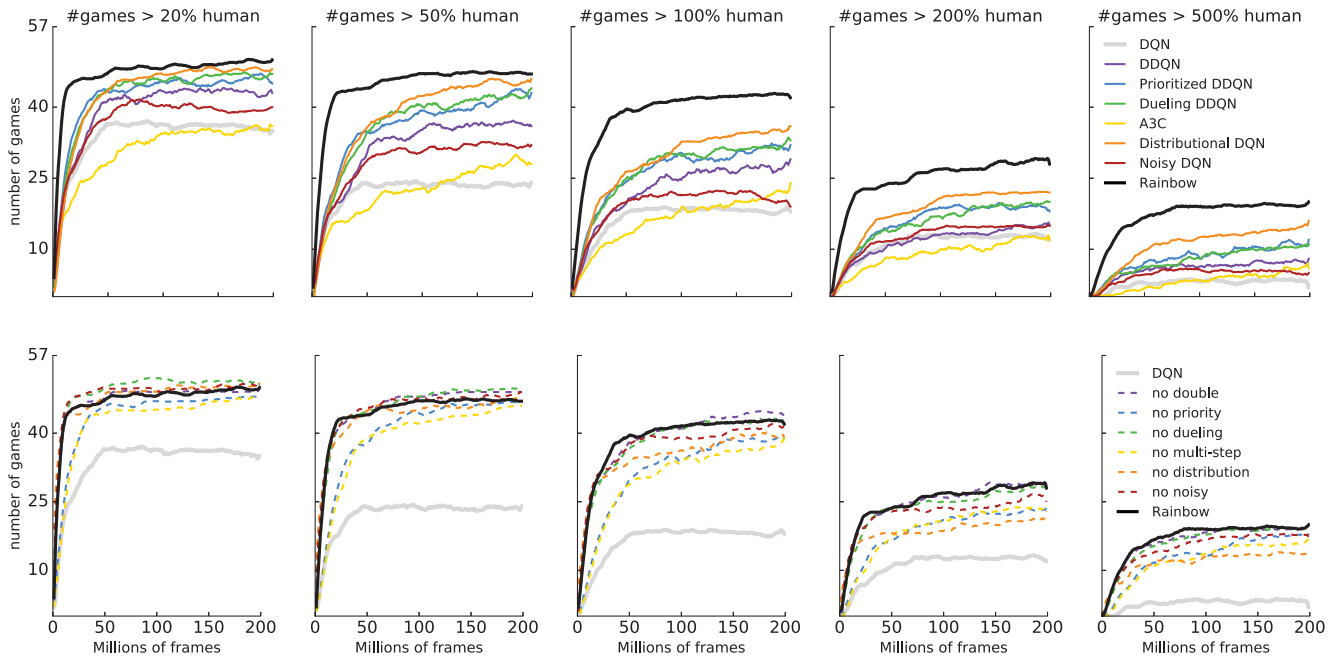 #games > 20% human
#games > 50% human
#games > 100% human
#games > 200% human
#games > 500% human
number of games
57
40
25
10
DQN
DDQN
Prioritized DDQN
Dueling DDQN
A3C
Distributional DQN
Noisy DQN
Rainbow
number of games
57
40
25
10
DQN
no double
no priority
no dueling
no multi-step
no distribution
no noisy
Rainbow
0 50 100 150 200
0 50 100 150 200
0 50 100 150 200
0 50 100 150 200
0 50 100 150 200
Millions of frames
Millions of frames
Millions of frames
Millions of frames
Millions of frames